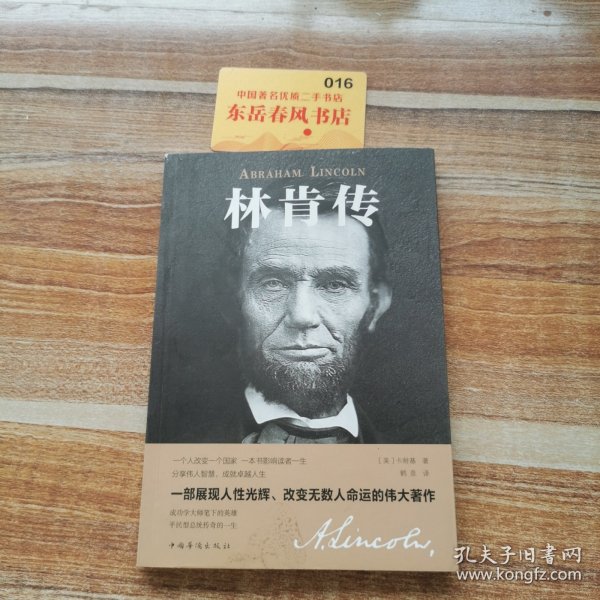 016
中国著名优质二手书店
东岳春风书店
ABRAHAM LINCOLN
林肯传
一个人改变一个国家 一本书影响读者一生
[美]卡耐基 著
分享伟人智慧,成就卓越人生
译
一部展现人性光辉、改变无数人命运的伟大著作
成功学大师笔下的英雄
平民型总统传奇的一生
A. Lincoln.
中国华侨出版社
孔夫子旧书网
www.kongfz.com